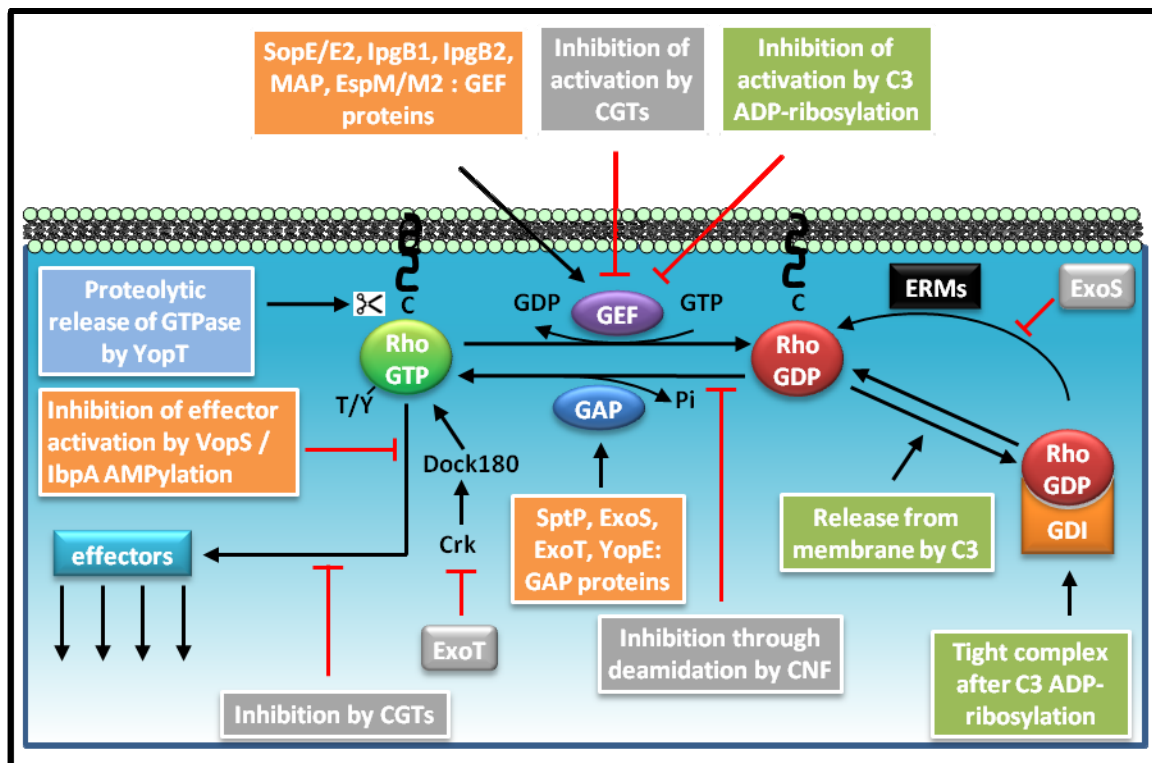 SopE/E2, IpgB1, IpgB2,
MAP, EspM/M2 : GEF
proteins
Inhibition of
activation by
CGTs
Inhibition of
activation by C3
ADP-ribosylation
Proteolytic
release of GTPase
by YopT
C
C
ERMs
ExoS
GDP
GEF
GTP
Rho
GTP
Rho
GDP
T/Y
GAP
Pi
Inhibition of effector
activation by VopS /
IbpA AMPylation
Dock180
Crk
ExoT
SptP, ExoS,
ExoT, YopE:
GAP proteins
Release from
membrane by C3
Rho
GDP
GDI
effectors
Inhibition by CGTs
Inhibition through
deamidation by CNF
Tight complex
after C3 ADP-
ribosylation